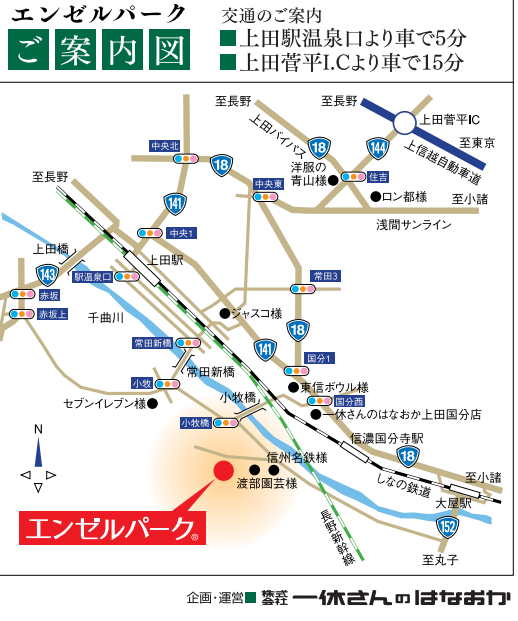 エンゼルパーク
ご案内図
交通のご案内
■上田駅温泉口より車で5分
■上田菅平I.Cより車で15分
至長野
至長野
上田菅平IC
中央北
18
上田バイパス
18
144
至東京
上信越自動車道
洋服の
青山様
住吉
至長野
中央東
ロン都様
至小諸
141
浅間サンライン
中央1
上田橋
上田駅
143
駅温泉口
常田3
赤坂
赤坂上
千曲川
ジャスコ様
18
常田新橋
141
国分1
常田新橋
小牧
東信ボウル様
小牧橋
国分西
セブンイレブン様
一休さんのはなおか上田国分店
小牧橋
信濃国分寺駅
N
信州名鉄様
18
渡部園芸様
しなの鉄道
至小諸
大屋駅
エンゼルパーク®
長野新幹線
152
至丸子
企画・運営■株式会社 一休さんのはなおか